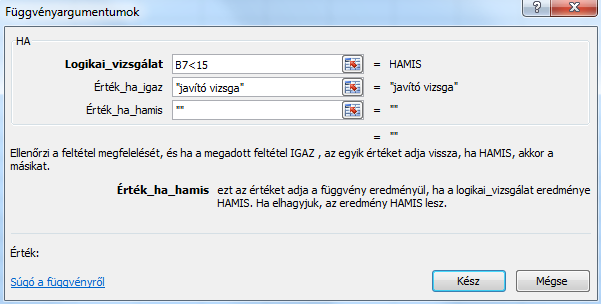 Függvényargumentumok
HA
Logikai_vizsgálat B7<15 = HAMIS
Érték_ha_igaz "javító vizsga" = "javító vizsga"
Érték_ha_hamis "" = ""
= ""
Ellenőrzi a feltétel megfelelését, és ha a megadott feltétel IGAZ , az egyik értéket adja vissza, ha HAMIS, akkor a
másikat.
Érték_ha_hamis ezt az értéket adja a függvény eredményül, ha a logikai_vizsgálat eredménye
HAMIS. Ha elhagyjuk, az eredmény HAMIS lesz.
Érték:
Súgó a függvényről Kész Mégse